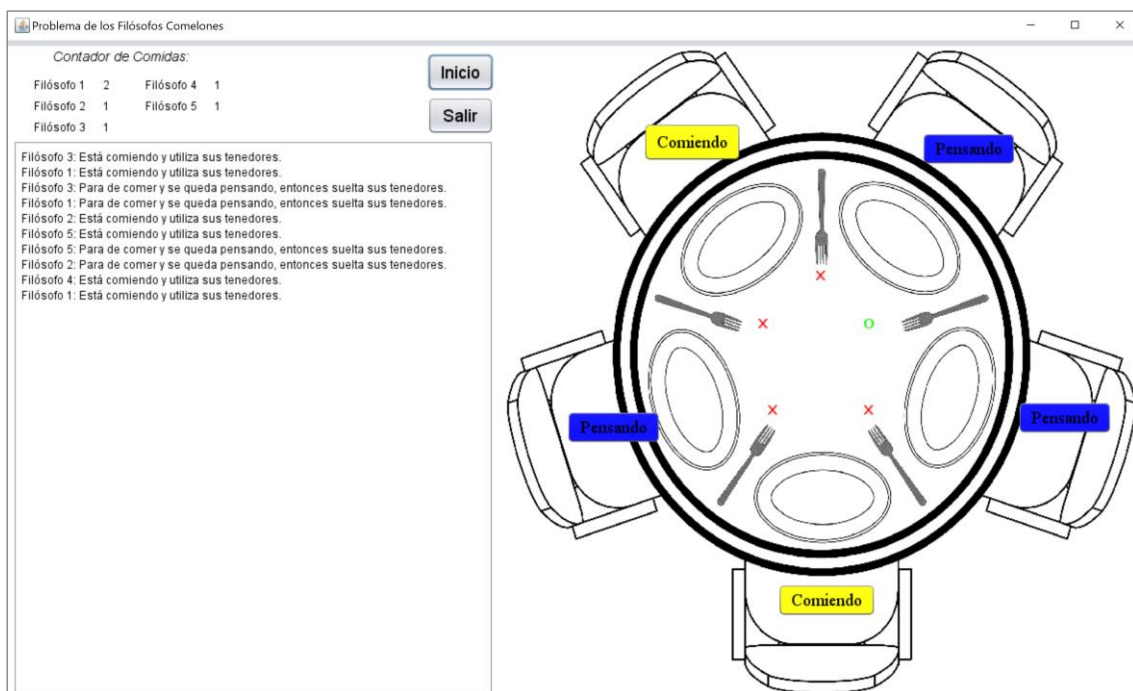 Problema de los Filósofos Comelones
Contador de Comidas:
Filósofo 1 2 Filósofo 4 1
Filósofo 2 1 Filósofo 5 1
Filósofo 3 1
Inicio
Salir
Filósofo 3: Está comiendo y utiliza sus tenedores.
Filósofo 1: Está comiendo y utiliza sus tenedores.
Filósofo 3: Para de comer y se queda pensando, entonces suelta sus tenedores.
Filósofo 1: Para de comer y se queda pensando, entonces suelta sus tenedores.
Filósofo 2: Está comiendo y utiliza sus tenedores.
Filósofo 5: Está comiendo y utiliza sus tenedores.
Filósofo 5: Para de comer y se queda pensando, entonces suelta sus tenedores.
Filósofo 2: Para de comer y se queda pensando, entonces suelta sus tenedores.
Filósofo 4: Está comiendo y utiliza sus tenedores.
Filósofo 1: Está comiendo y utiliza sus tenedores.
Comiendo
Pensando
X
X
O
X
X
Pensando
Pensando
Comiendo